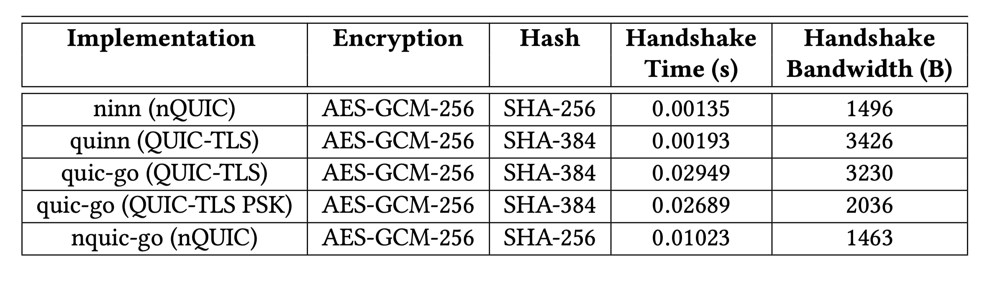 Implementation Encryption Hash Handshake Time (s) Handshake Bandwidth (B)
ninn (nQUIC) AES-GCM-256 SHA-256 0.00135 1496
quinn (QUIC-TLS) AES-GCM-256 SHA-384 0.00193 3426
quic-go (QUIC-TLS) AES-GCM-256 SHA-384 0.02949 3230
quic-go (QUIC-TLS PSK) AES-GCM-256 SHA-384 0.02689 2036
nquic-go (nQUIC) AES-GCM-256 SHA-256 0.01023 1463